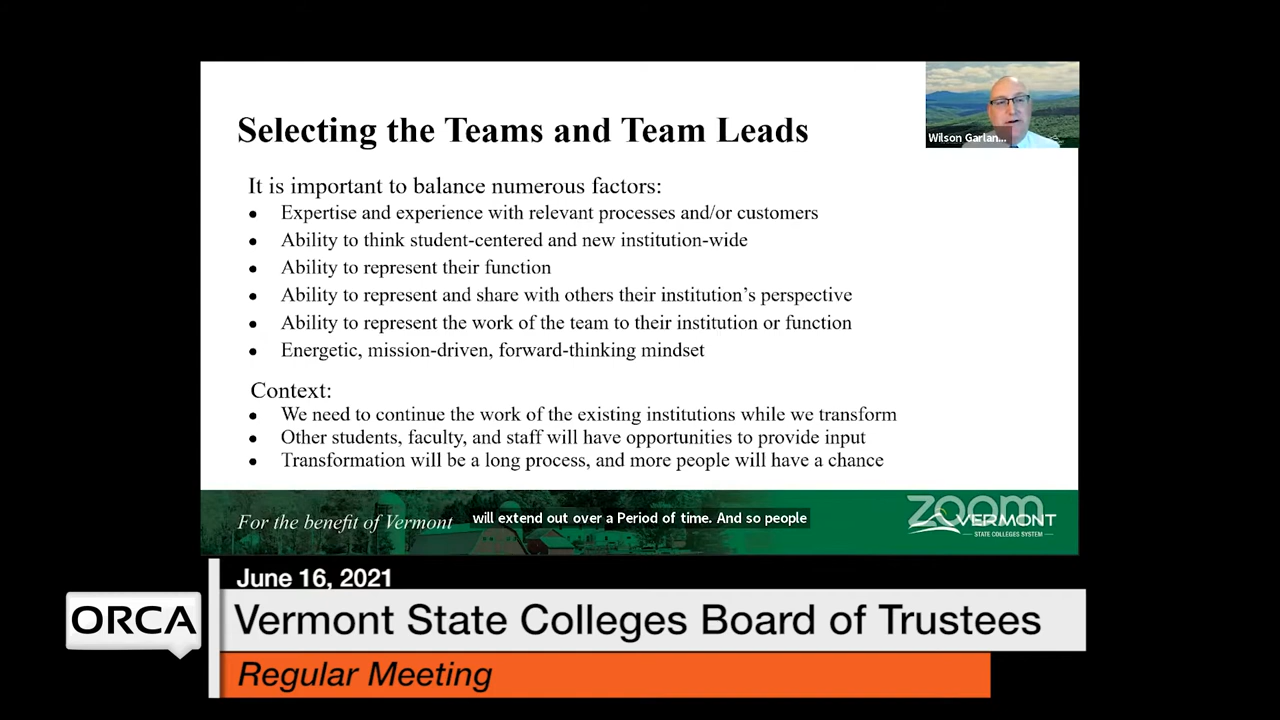 Selecting the Teams and Team Leads
Wilson Garlan...
It is important to balance numerous factors:
• Expertise and experience with relevant processes and/or customers
• Ability to think student-centered and new institution-wide
• Ability to represent their function
• Ability to represent and share with others their institution's perspective
• Ability to represent the work of the team to their institution or function
• Energetic, mission-driven, forward-thinking mindset
Context:
• We need to continue the work of the existing institutions while we transform
• Other students, faculty, and staff will have opportunities to provide input
• Transformation will be a long process, and more people will have a chance
For the benefit of Vermont
will extend out over a Period of time. And so people
zoom
VERMONT
STATE COLLEGES SYSTEM
June 16, 2021
ORCA
Vermont State Colleges Board of Trustees
Regular Meeting